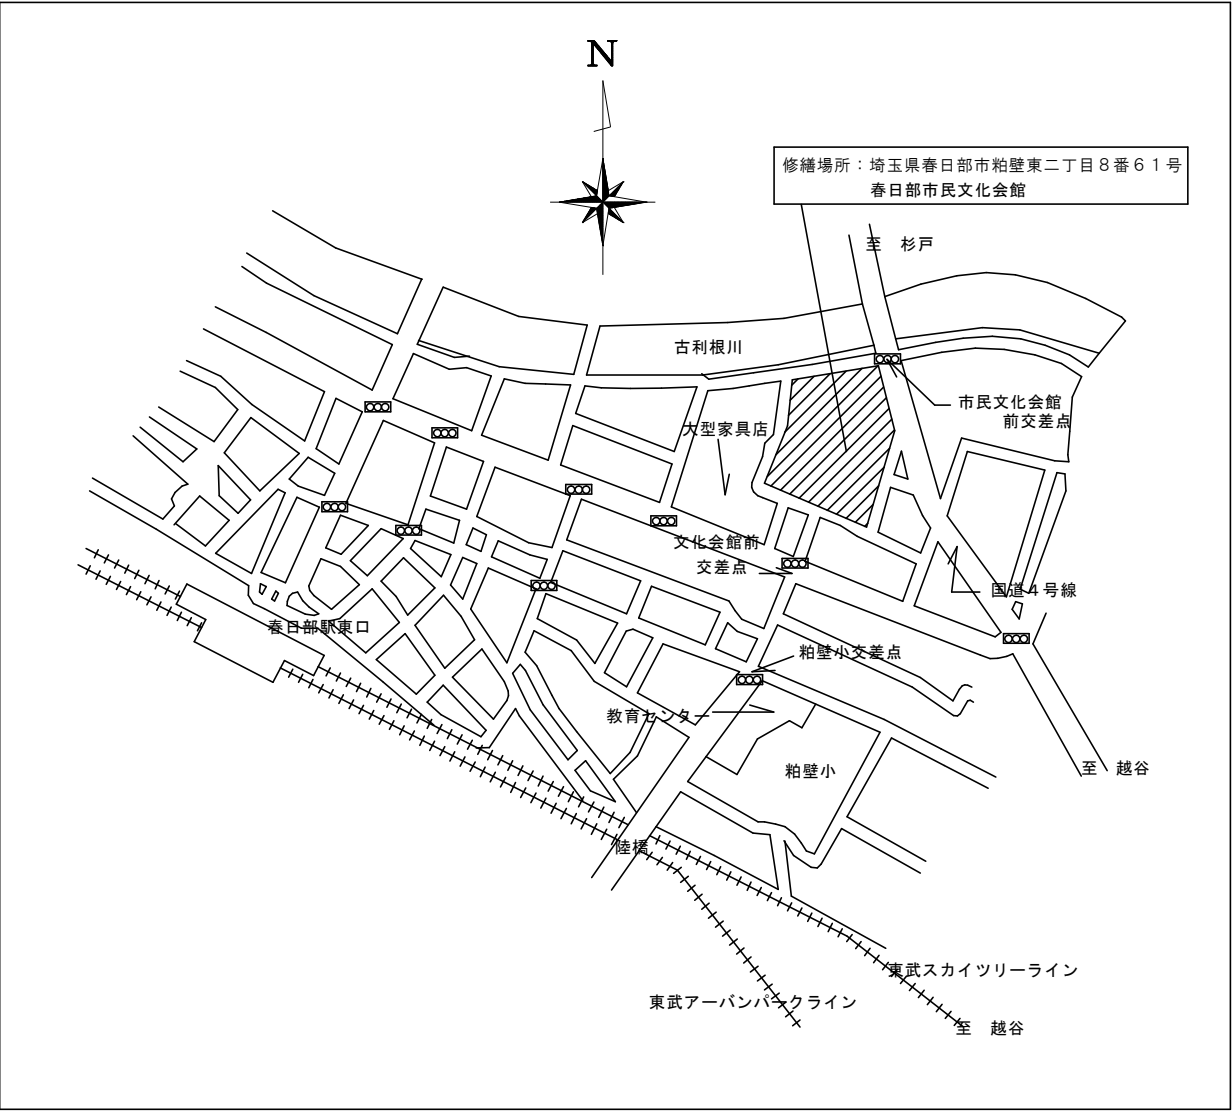 N
修繕場所：埼玉県春日部市粕壁東二丁目８番６１号
春日部市民文化会館
至　杉戸
古利根川
市民文化会館
前交差点
大型家具店
文化会館前
交差点
国道４号線
春日部駅東口
粕壁小交差点
教育センター
粕壁小
至　越谷
陸橋
東武スカイツリーライン
東武アーバンパークライン
至　越谷